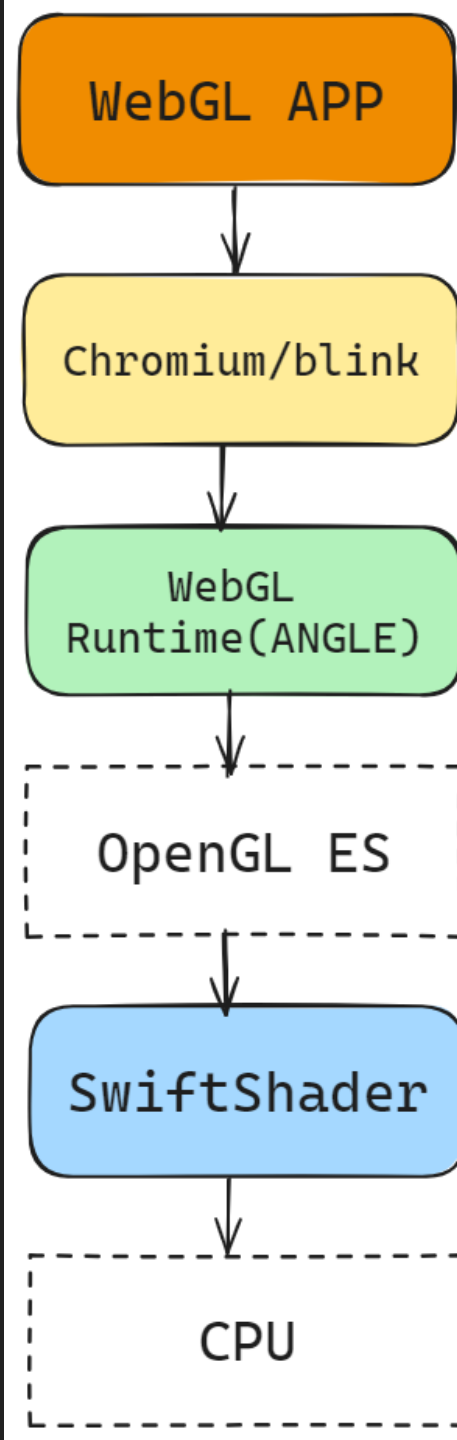 WebGL APP
Chromium/blink
WebGL
Runtime(ANGLE)
OpenGL ES
SwiftShader
CPU